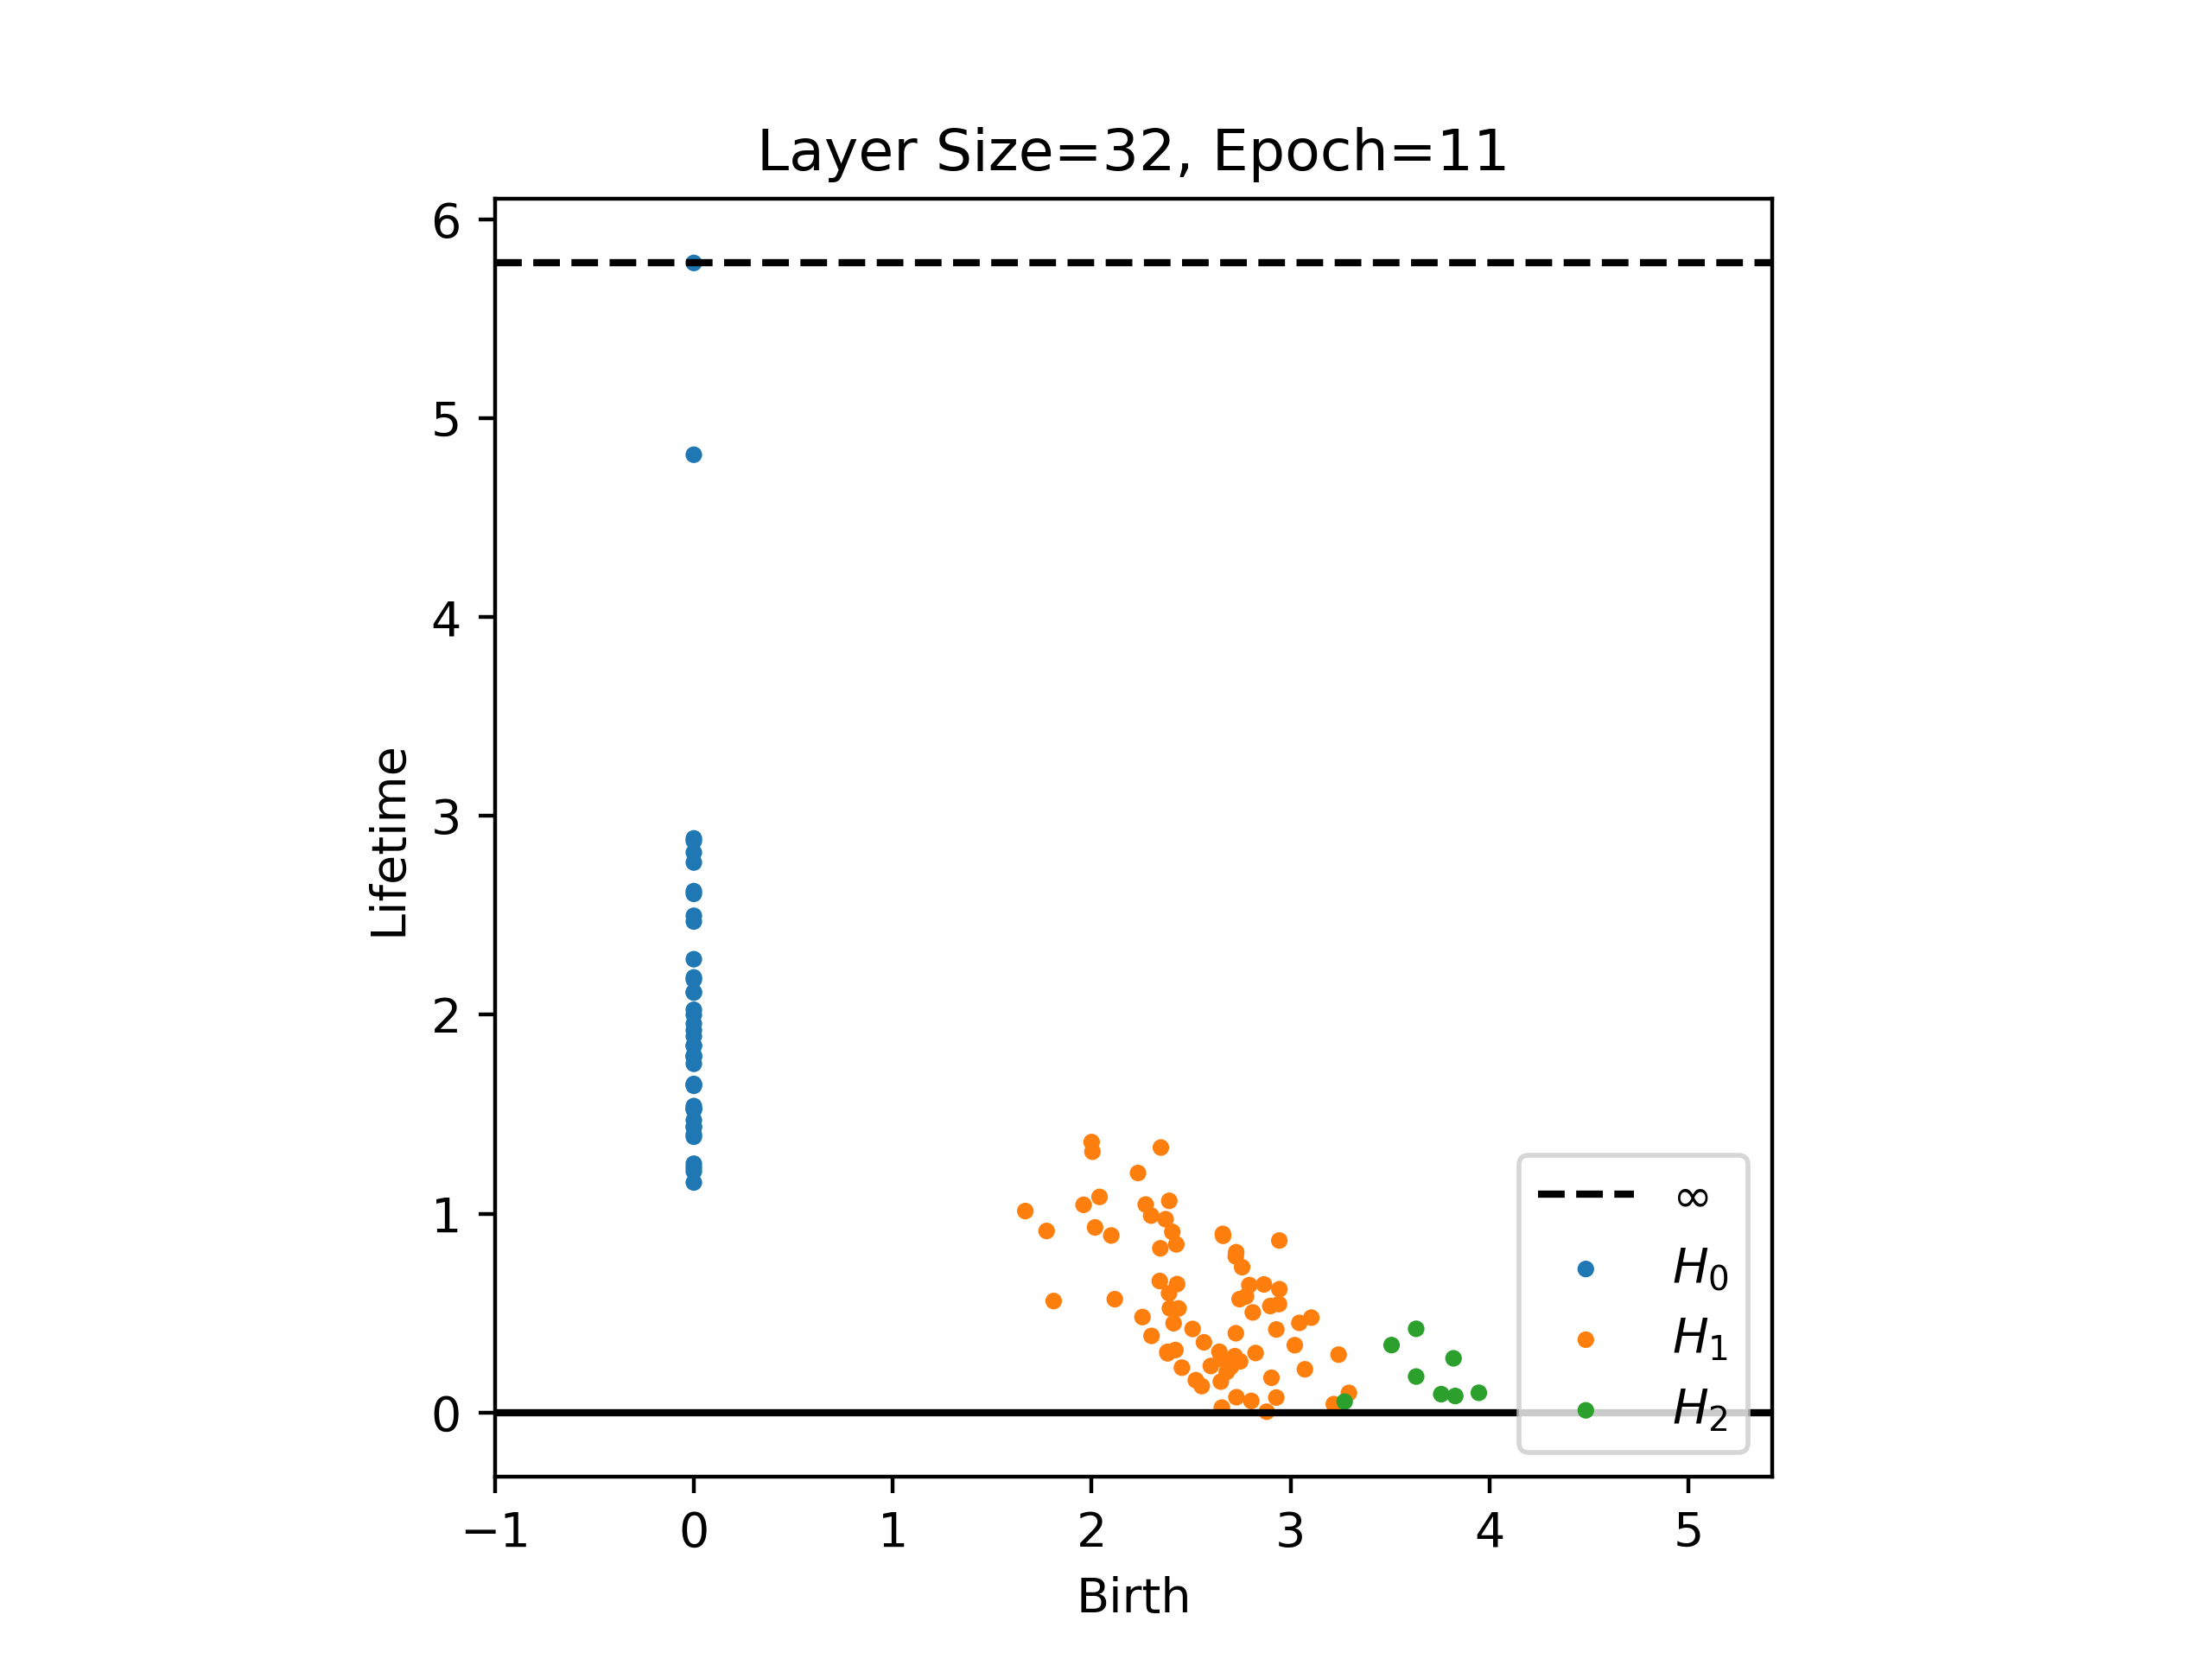 Layer Size=32, Epoch=11
6
5
4
3
2
1
0
Lifetime
∞
H₀
H₁
H₂
−1 0 1 2 3 4 5
Birth